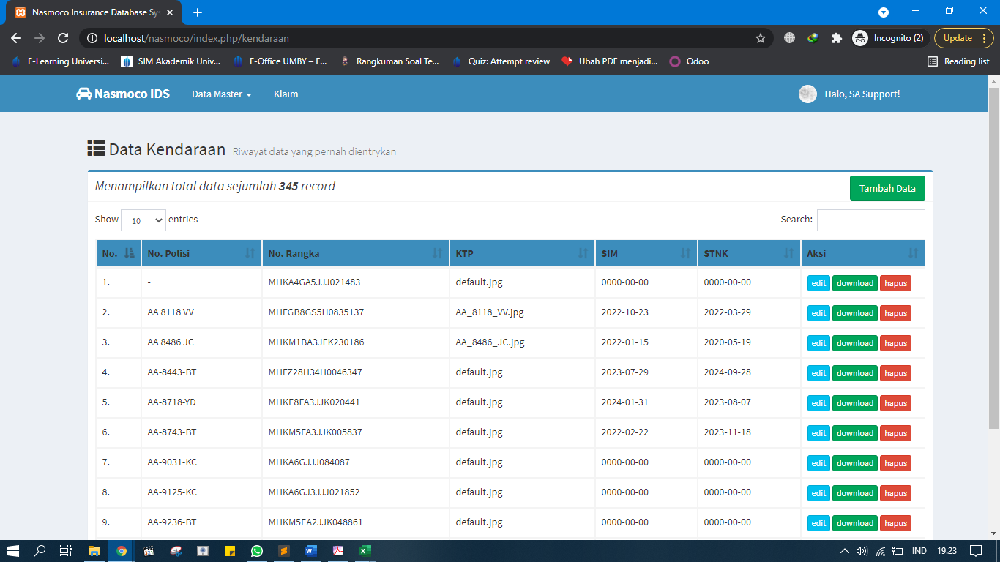 Nasmoco Insurance Database Sy
localhost/nasmoco/index.php/kendaraan
Incognito (2)
Update
E-Learning Universi...
SIM Akademik Univ...
E-Office UMBY – E...
Rangkuman Soal Te...
Quiz: Attempt review
Ubah PDF menjadi...
Odoo
Reading list
Nasmoco IDS
Data Master
Klaim
Halo, SA Support!
Data Kendaraan Riwayat data yang pernah dientrykan
Menampilkan total data sejumlah 345 record
Tambah Data
Show 10 entries
Search:
No. No. Polisi No. Rangka KTP SIM STNK Aksi
1. - MHKA4GA5JJJ021483 default.jpg 0000-00-00 0000-00-00 edit download hapus
2. AA 8118 VV MHFGB8GS5H0835137 AA_8118_VV.jpg 2022-10-23 2022-03-29 edit download hapus
3. AA 8486 JC MHKM1BA3JFK230186 AA_8486_JC.jpg 2022-01-15 2020-05-19 edit download hapus
4. AA-8443-BT MHFZ28H34H0046347 default.jpg 2023-07-29 2024-09-28 edit download hapus
5. AA-8718-YD MHKE8FA3JJK020441 default.jpg 2024-01-31 2023-08-07 edit download hapus
6. AA-8743-BT MHKM5FA3JJK005837 default.jpg 2022-02-22 2023-11-18 edit download hapus
7. AA-9031-KC MHKA6GJJJ084087 default.jpg 0000-00-00 0000-00-00 edit download hapus
8. AA-9125-KC MHKA6GJ3JJJ021852 default.jpg 0000-00-00 0000-00-00 edit download hapus
9. AA-9236-BT MHKM5EA2JJK048861 default.jpg 0000-00-00 0000-00-00 edit download hapus
IND
19.23